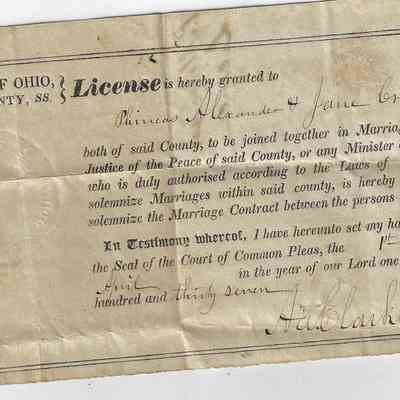 F OHIO, } License is hereby granted to
NTY, SS.
Phineas Alexander & Jane Cr
both of said County, to be joined together in Marriag
Justice of the Peace of said County, or any Minister o
who is duly authorised according to the Laws of
solemnize Marriages within said county, is hereby
solemnize the Marriage Contract between the persons
In Testimony whereof, I have hereunto set my ha
the Seal of the Court of Common Pleas, the 1st
April in the year of our Lord one
hundred and thirty seven
Clark